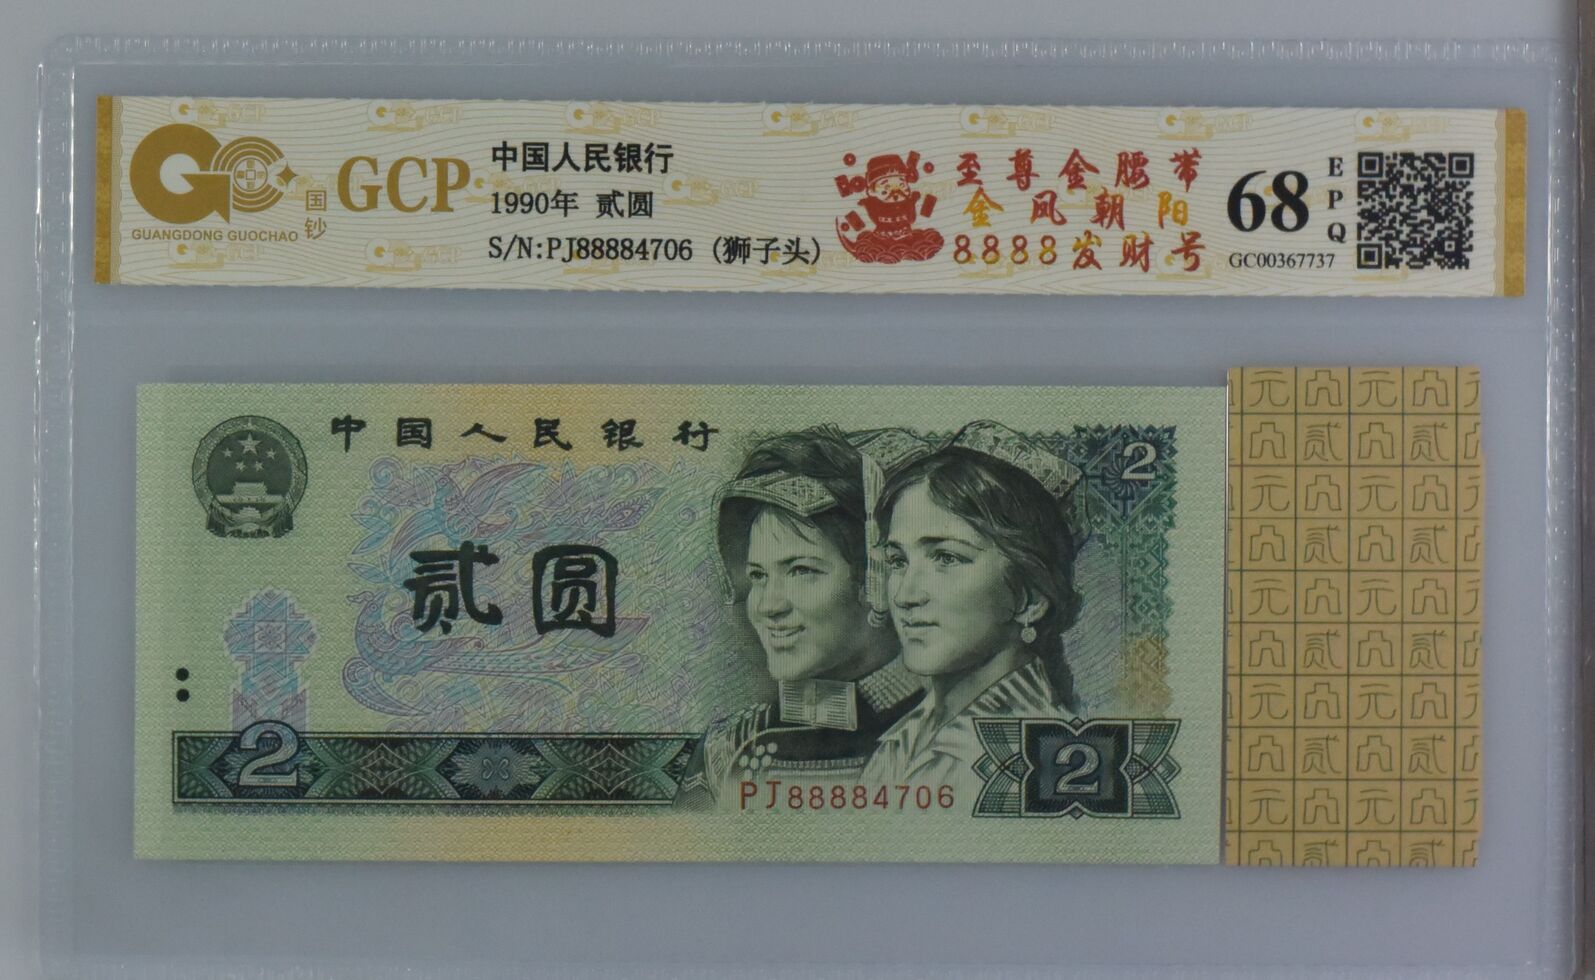 GCP
国钞
GUANGDONG GUOCHAO
中国人民银行
1990年 贰圆
S/N:PJ88884706 (狮子头)
至尊金腰带
金凤朝阳
8888发财号
68
EPQ
GC00367737
中国人民银行
贰圆
2
2
2
PJ88884706